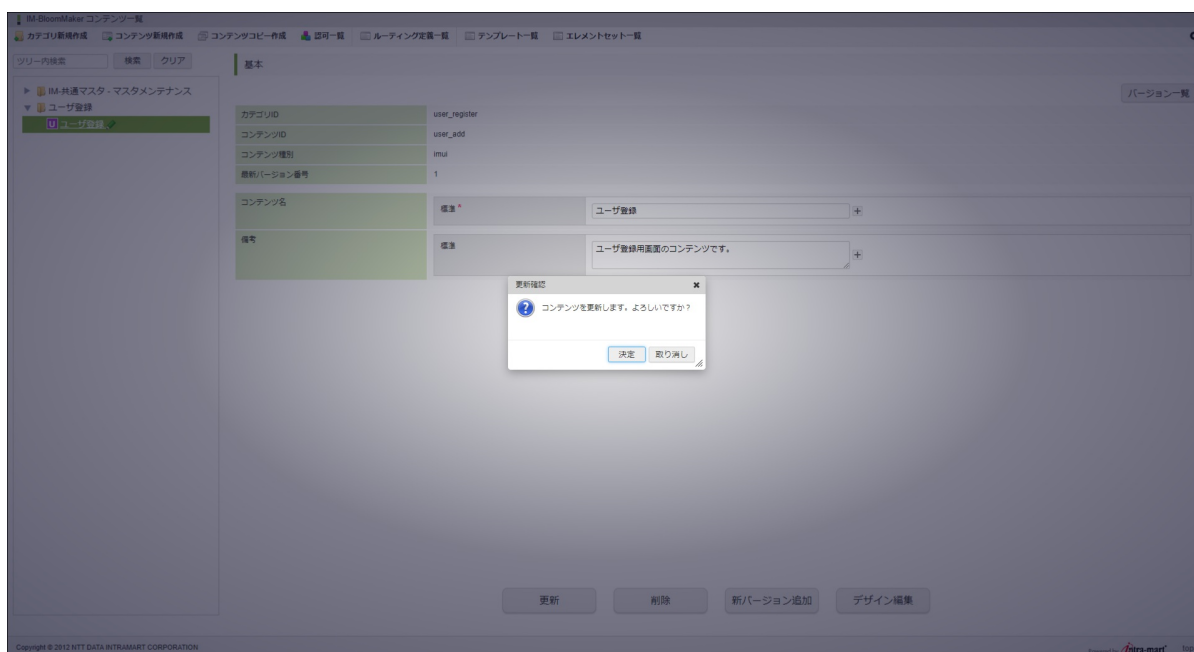 IM-BloomMaker コンテンツ一覧
カテゴリ新規作成 コンテンツ新規作成 コンテンツコピー作成 認可一覧 ルーティング定義一覧 テンプレート一覧 エレメントセット一覧
ツリー内検索 検索 クリア
基本
IM-共通マスタ - マスタメンテナンス
ユーザ登録
ユーザ登録
バージョン一覧
カテゴリID user_register
コンテンツID user_add
コンテンツ種別 imui
最新バージョン番号 1
コンテンツ名 標準 * ユーザ登録
備考 標準 ユーザ登録用画面のコンテンツです。
更新確認
コンテンツを更新します。よろしいですか？
決定 取り消し
更新 削除 新バージョン追加 デザイン編集
Copyright © 2012 NTT DATA INTRAMART CORPORATION
Powered by intra-mart top